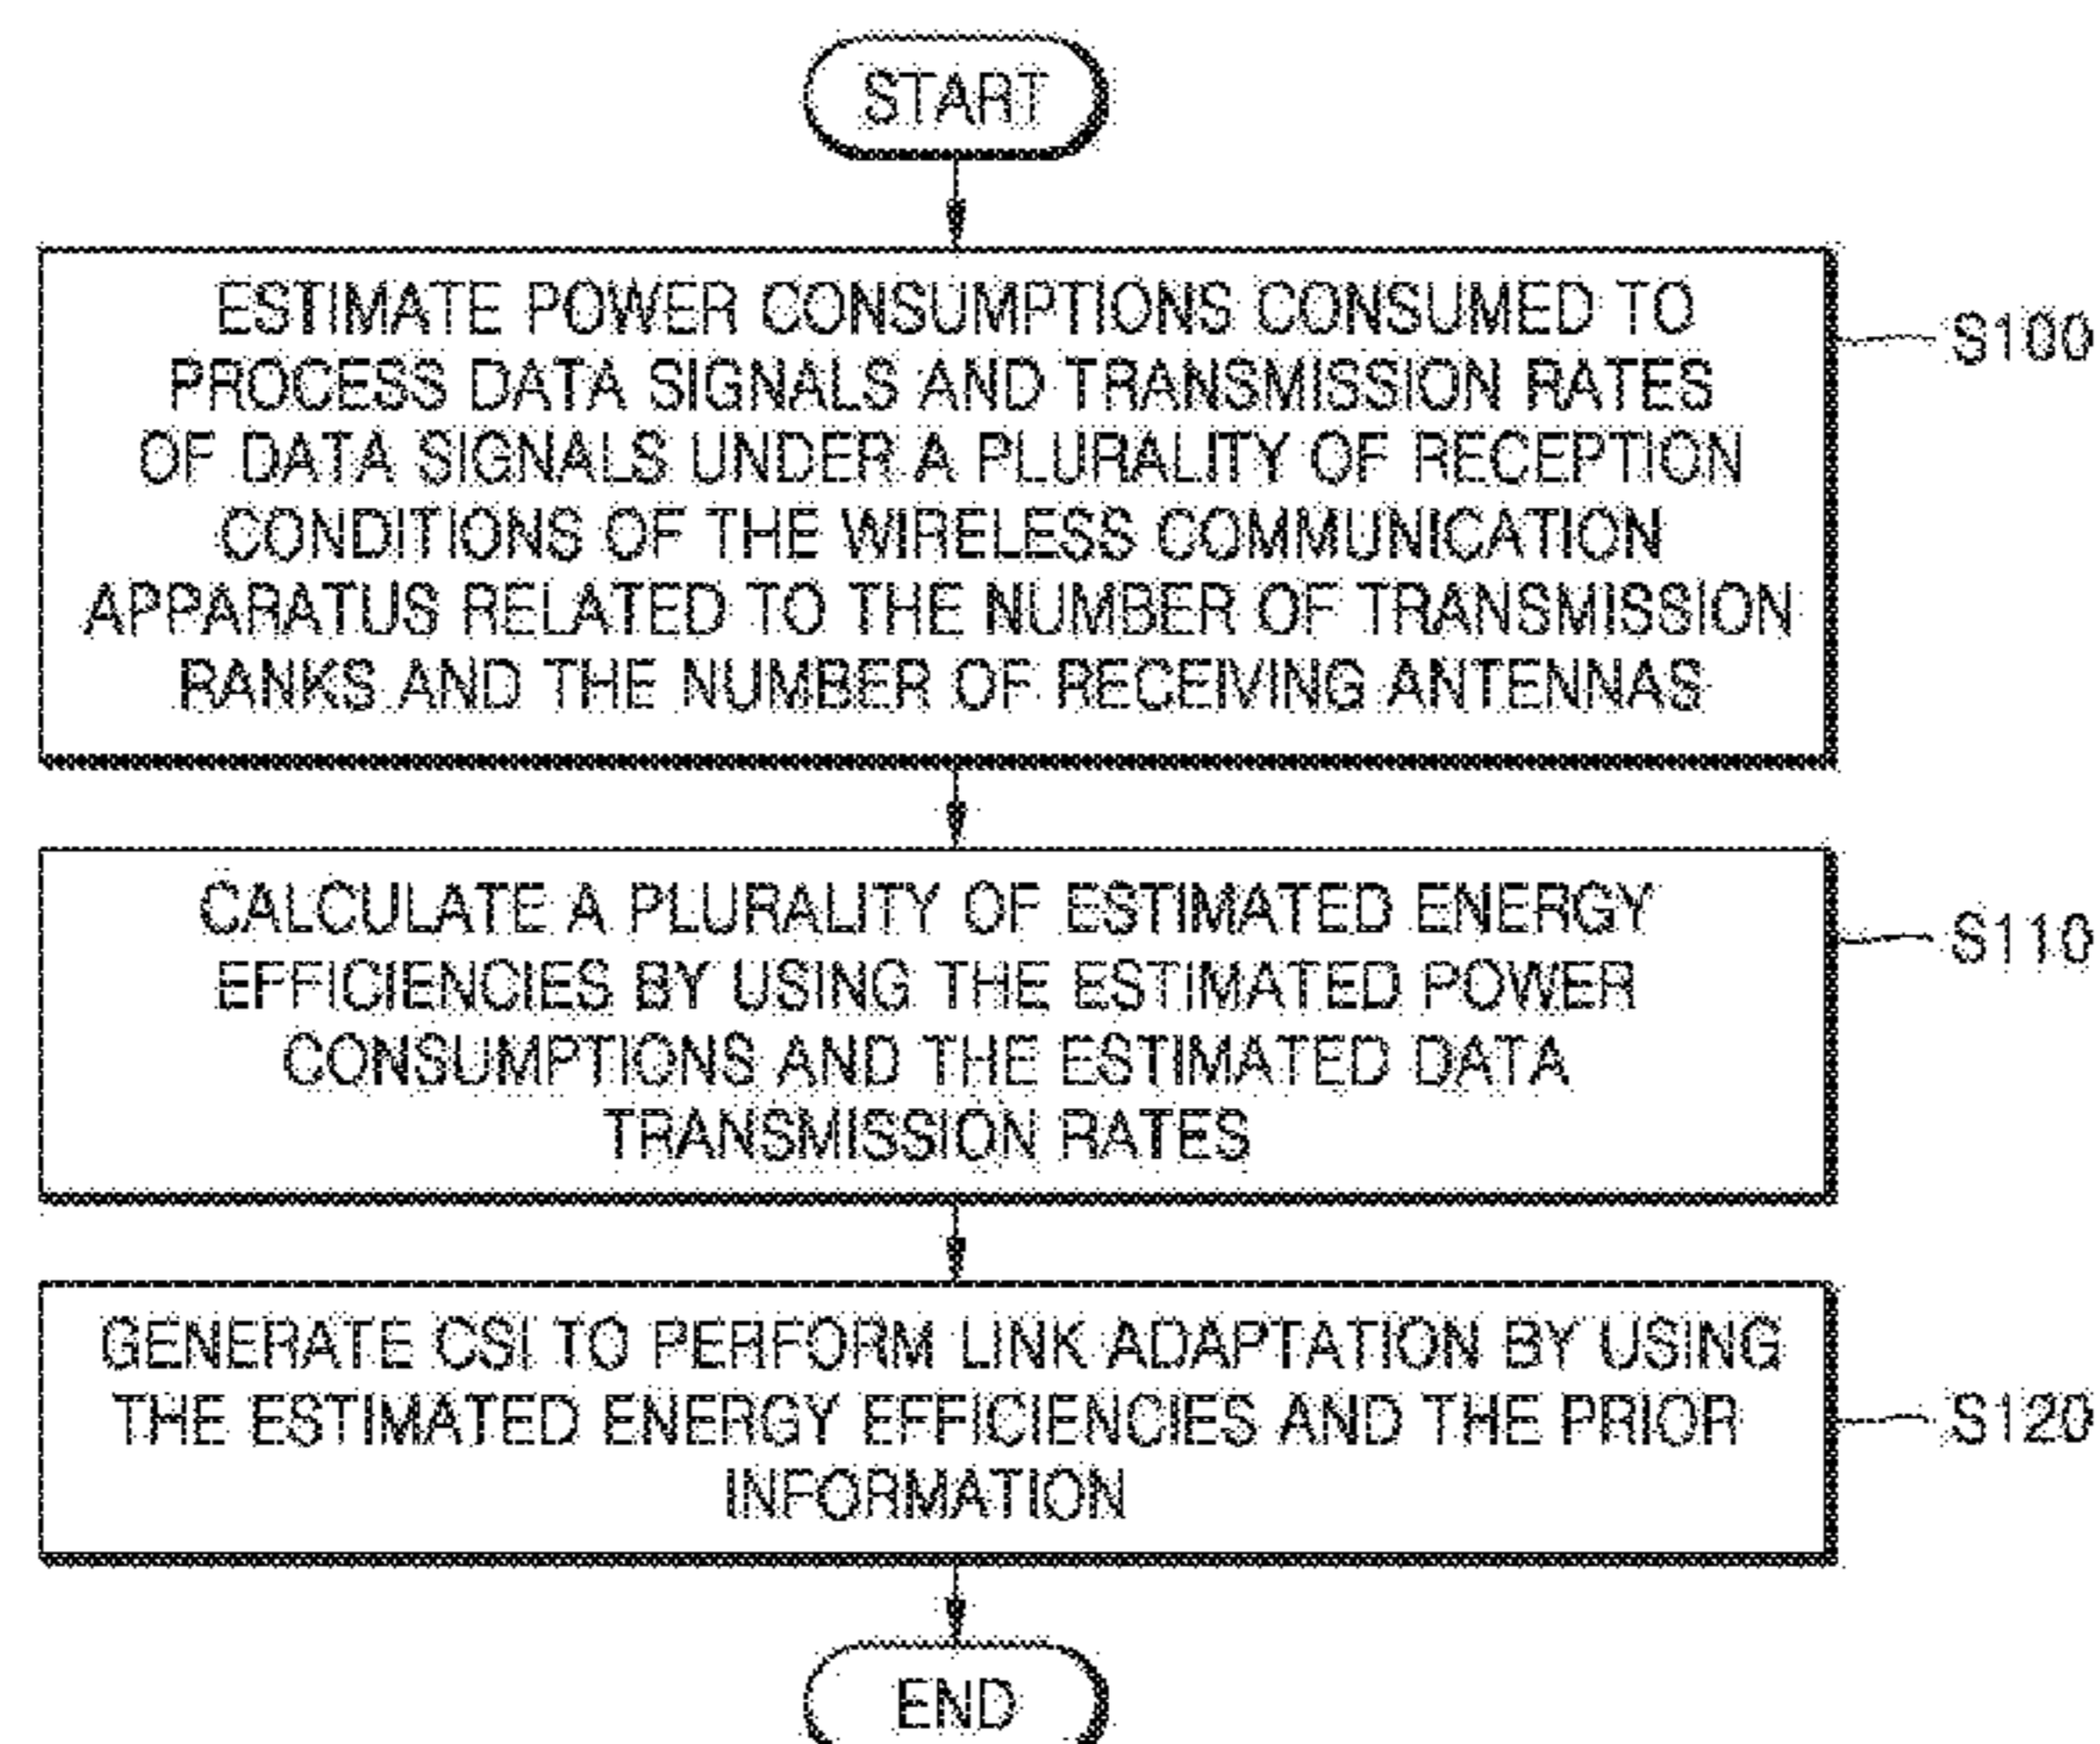 START
ESTIMATE POWER CONSUMPTIONS CONSUMED TO
PROCESS DATA SIGNALS AND TRANSMISSION RATES
OF DATA SIGNALS UNDER A PLURALITY OF RECEPTION
CONDITIONS OF THE WIRELESS COMMUNICATION
APPARATUS RELATED TO THE NUMBER OF TRANSMISSION
RANKS AND THE NUMBER OF RECEIVING ANTENNAS
S100
CALCULATE A PLURALITY OF ESTIMATED ENERGY
EFFICIENCIES BY USING THE ESTIMATED POWER
CONSUMPTIONS AND THE ESTIMATED DATA
TRANSMISSION RATES
S110
GENERATE CSI TO PERFORM LINK ADAPTATION BY USING
THE ESTIMATED ENERGY EFFICIENCIES AND THE PRIOR
INFORMATION
S120
END